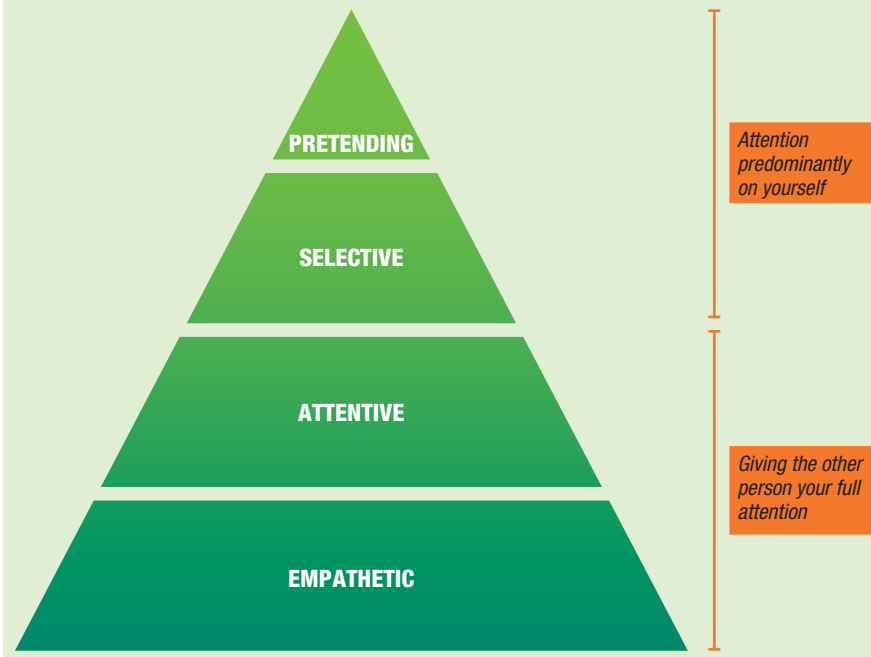 PRETENDING
SELECTIVE
ATTENTIVE
EMPATHETIC
Attention
predominantly
on yourself
Giving the other
person your full
attention